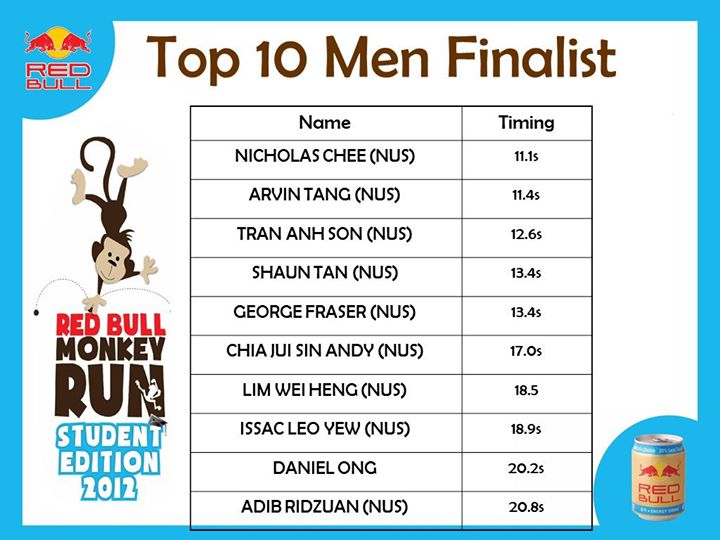 RED
BULL
Top 10 Men Finalist
Name Timing
NICHOLAS CHEE (NUS) 11.1s
ARVIN TANG (NUS) 11.4s
TRAN ANH SON (NUS) 12.6s
SHAUN TAN (NUS) 13.4s
GEORGE FRASER (NUS) 13.4s
CHIA JUI SIN ANDY (NUS) 17.0s
LIM WEI HENG (NUS) 18.5
ISSAC LEO YEW (NUS) 18.9s
DANIEL ONG 20.2s
ADIB RIDZUAN (NUS) 20.8s
RED BULL
MONKEY
RUN
STUDENT
EDITION
2012
RED
BULL